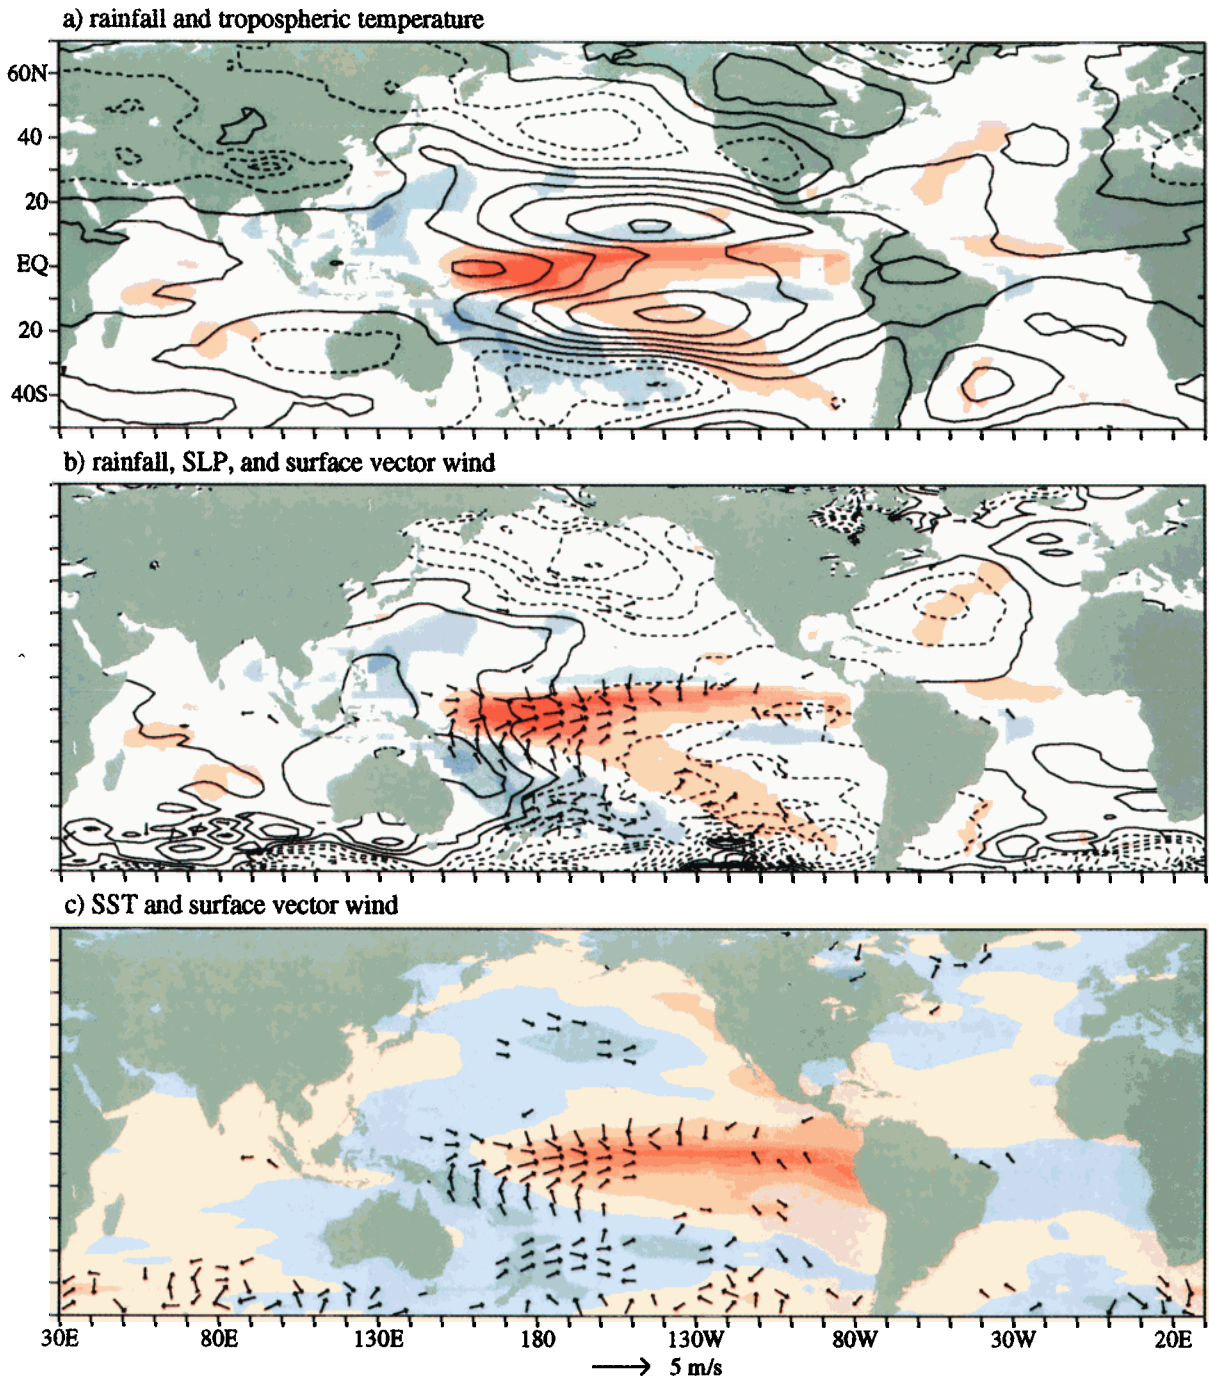 a) rainfall and tropospheric temperature
60N
40
20
EQ
20
40S
b) rainfall, SLP, and surface vector wind
c) SST and surface vector wind
30E 80E 130E 180 130W 80W 30W 20E
5 m/s